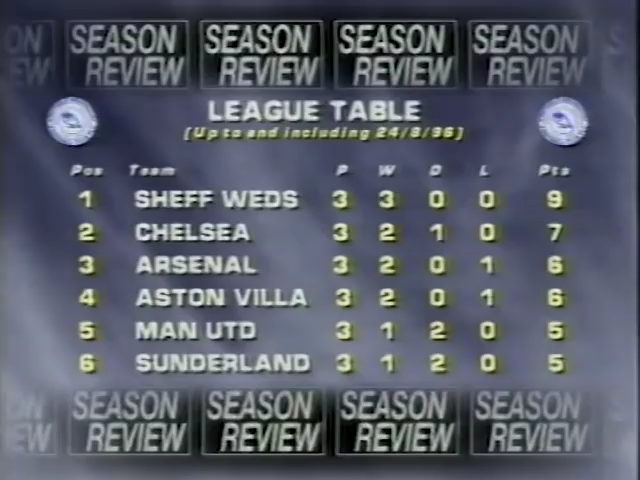 SEASON REVIEW SEASON REVIEW SEASON REVIEW SEASON REVIEW
LEAGUE TABLE
(Up to and including 24/8/96)
Pos Team P W D L Pts
1 SHEFF WEDS 3 3 0 0 9
2 CHELSEA 3 2 1 0 7
3 ARSENAL 3 2 0 1 6
4 ASTON VILLA 3 2 0 1 6
5 MAN UTD 3 1 2 0 5
6 SUNDERLAND 3 1 2 0 5
SEASON REVIEW SEASON REVIEW SEASON REVIEW SEASON REVIEW